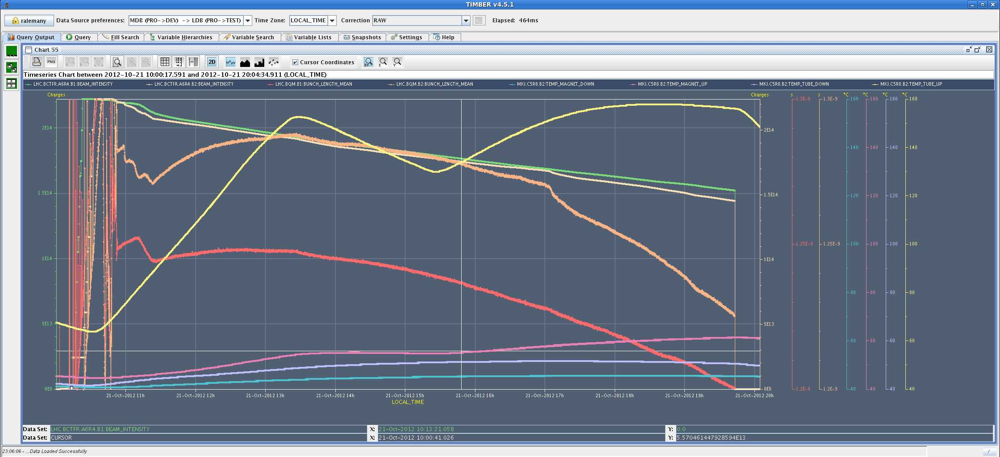 TIMBER v4.5.1
ralemany Data Source preferences: MDB (PRO->DEV) -> LDB (PRO->TEST) Time Zone: LOCAL_TIME Correction RAW Elapsed: 464ms
Query Output Query Fill Search Variable Hierarchies Variable Search Variable Lists Snapshots Settings Help
Chart 55
PNG 2D Cursor Coordinates XY X Y
Timeseries Chart between 2012-10-21 10:00:17.591 and 2012-10-21 20:04:34.911 (LOCAL_TIME)
LHC.BCTFR.A6R4.B1:BEAM_INTENSITY LHC.BCTFR.A6R4.B2:BEAM_INTENSITY LHC.BQM.B1:BUNCH_LENGTH_MEAN LHC.BQM.B2:BUNCH_LENGTH_MEAN MKI.C5R8.B2:TEMP_MAGNET_DOWN MKI.C5R8.B2:TEMP_MAGNET_UP MKI.C5R8.B2:TEMP_TUBE_DOWN MKI.C5R8.B2:TEMP_TUBE_UP
Charges Charges s s °C °C °C °C
1.3E-9 1.3E-9 160 160 160 160
2E14 2E14
140 140 140 140
1.5E14 1.5E14 120 120 120 120
1.25E-9 1.25E-9 100 100 100 100
1E14 1E14
80 80 80 80
5E13 5E13
60 60 60 60
0E0 0E0 1.2E-9 1.2E-9 40 40 40 40
21-Oct-2012 11h 21-Oct-2012 12h 21-Oct-2012 13h 21-Oct-2012 14h 21-Oct-2012 15h 21-Oct-2012 16h 21-Oct-2012 17h 21-Oct-2012 18h 21-Oct-2012 19h 21-Oct-2012 20h
LOCAL_TIME
Data Set: LHC.BCTFR.A6R4.B1:BEAM_INTENSITY X: 21-Oct-2012 10:13:21.058 Y: 0.0
Data Set: CURSOR X: 21-Oct-2012 10:00:41.026 Y: 5.570461447928594E13
23:06:06 - ...Data Loaded Successfully